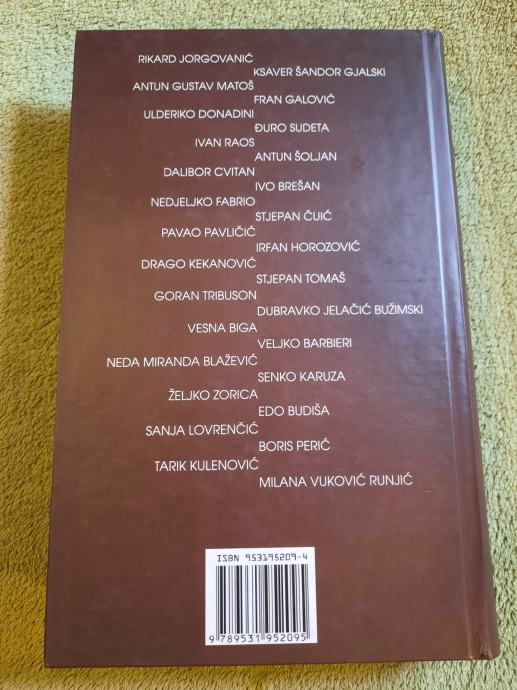 RIKARD JORGOVANIĆ
KSAVER ŠANDOR GJALSKI
ANTUN GUSTAV MATOŠ
FRAN GALOVIĆ
ULDERIKO DONADINI
ĐURO SUDETA
IVAN RAOS
ANTUN ŠOLJAN
DALIBOR CVITAN
IVO BREŠAN
NEDJELJKO FABRIO
STJEPAN ČUIĆ
PAVAO PAVLIČIĆ
IRFAN HOROZOVIĆ
DRAGO KEKANOVIĆ
STJEPAN TOMAŠ
GORAN TRIBUSON
DUBRAVKO JELAČIĆ BUŽIMSKI
VESNA BIGA
VELJKO BARBIERI
NEDA MIRANDA BLAŽEVIĆ
SENKO KARUZA
ŽELJKO ZORICA
EDO BUDIŠA
SANJA LOVRENČIĆ
BORIS PERIĆ
TARIK KULENOVIĆ
MILANA VUKOVIĆ RUNJIĆ
ISBN 953195209-4
9 789531 952095